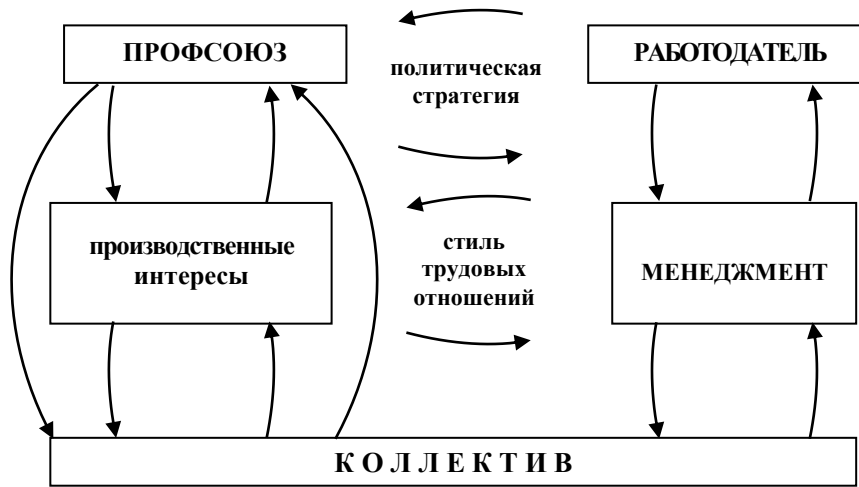 ПРОФСОЮЗ
политическая
стратегия
РАБОТОДАТЕЛЬ
производственные
интересы
стиль
трудовых
отношений
МЕНЕДЖМЕНТ
К О Л Л Е К Т И В